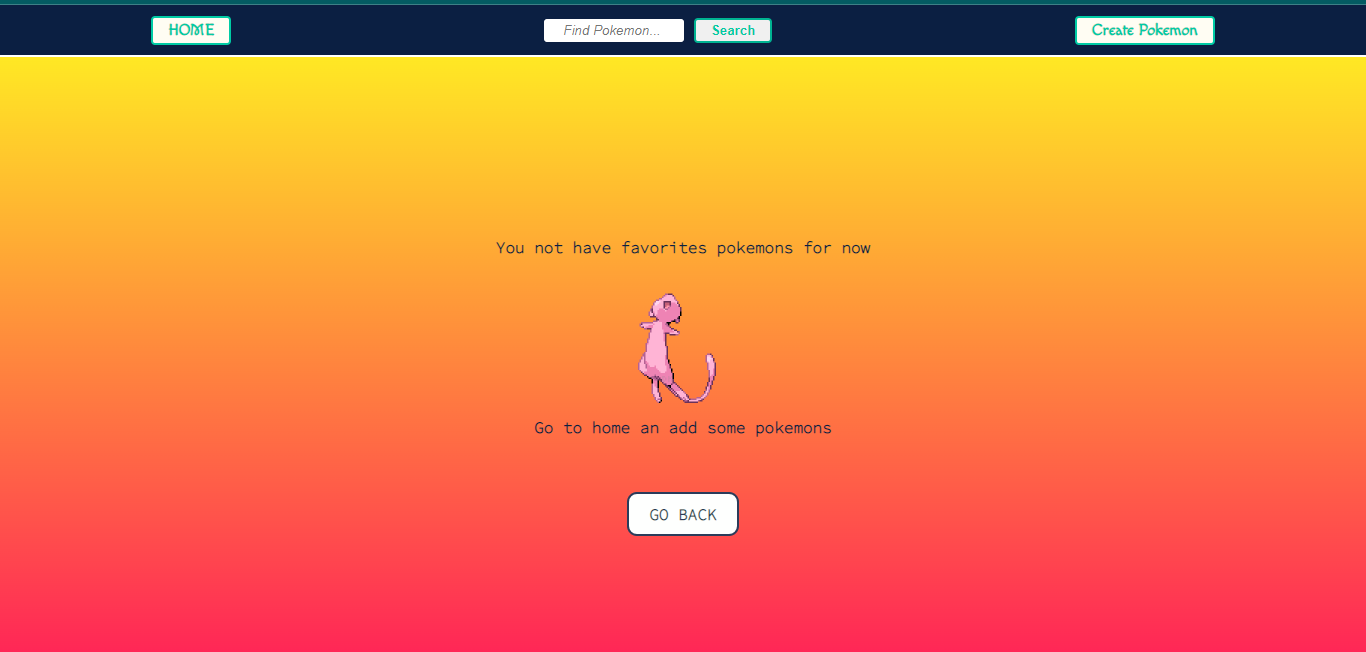 HOME
Find Pokemon...
Search
Create Pokemon
You not have favorites pokemons for now
Go to home an add some pokemons
GO BACK